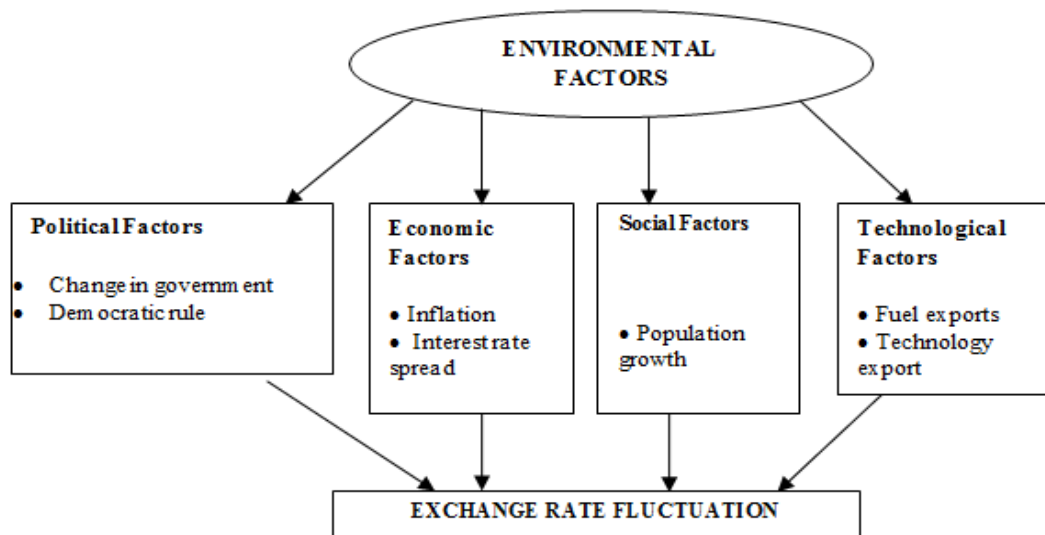 ENVIRONMENTAL
FACTORS
Political Factors
• Change in government
• Democratic rule
Economic
Factors
• Inflation
• Interest rate
spread
Social Factors
• Population
growth
Technological
Factors
• Fuel exports
• Technology
export
EXCHANGE RATE FLUCTUATION